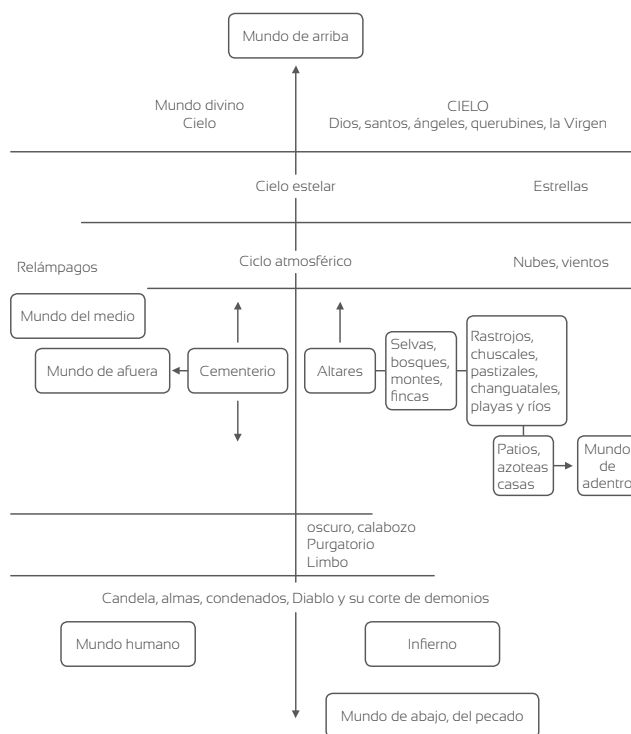 Mundo de arriba
Mundo divino
Cielo
CIELO
Dios, santos, ángeles, querubines, la Virgen
Cielo estelar
Estrellas
Relámpagos
Ciclo atmosférico
Nubes, vientos
Mundo del medio
Mundo de afuera
Cementerio
Altares
Selvas,
bosques,
montes,
fincas
Rastrojos,
chuscales,
pastizales,
changuatales,
playas y ríos
Patios,
azoteas
casas
Mundo
de
adentro
oscuro, calabozo
Purgatorio
Limbo
Candela, almas, condenados, Diablo y su corte de demonios
Mundo humano
Infierno
Mundo de abajo, del pecado